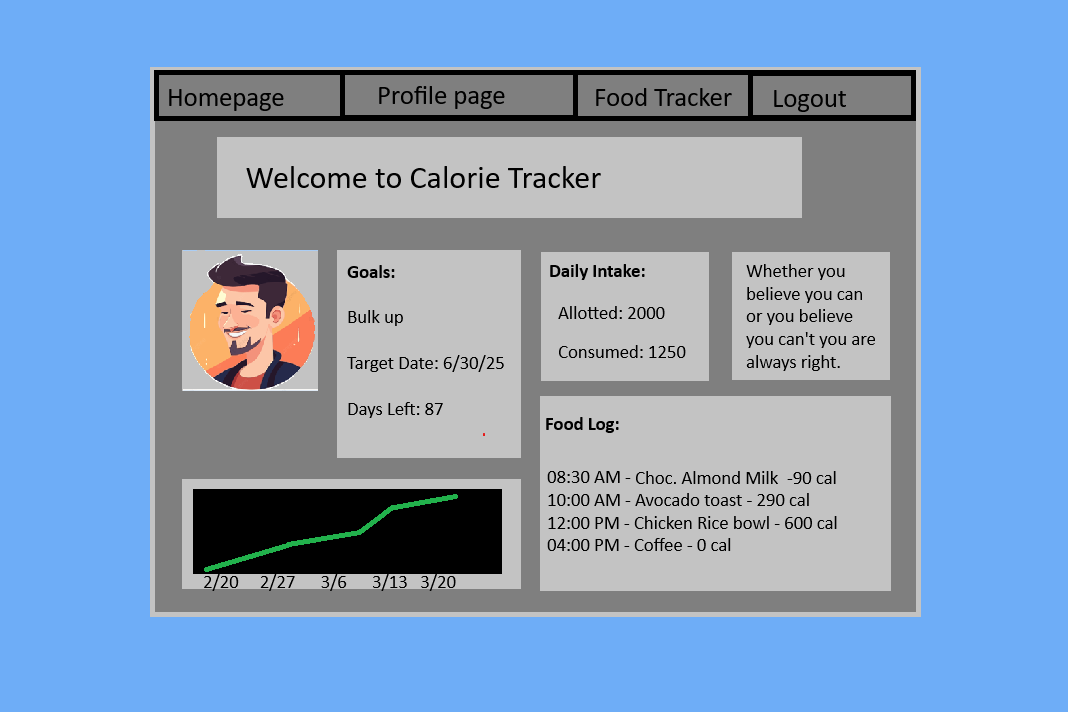 Homepage
Profile page
Food Tracker
Logout
Welcome to Calorie Tracker
Goals:
Bulk up
Target Date: 6/30/25
Days Left: 87
Daily Intake:
Allotted: 2000
Consumed: 1250
Whether you
believe you can
or you believe
you can't you are
always right.
Food Log:
08:30 AM - Choc. Almond Milk  -90 cal
10:00 AM - Avocado toast - 290 cal
12:00 PM - Chicken Rice bowl - 600 cal
04:00 PM - Coffee - 0 cal
2/20 2/27 3/6 3/13 3/20